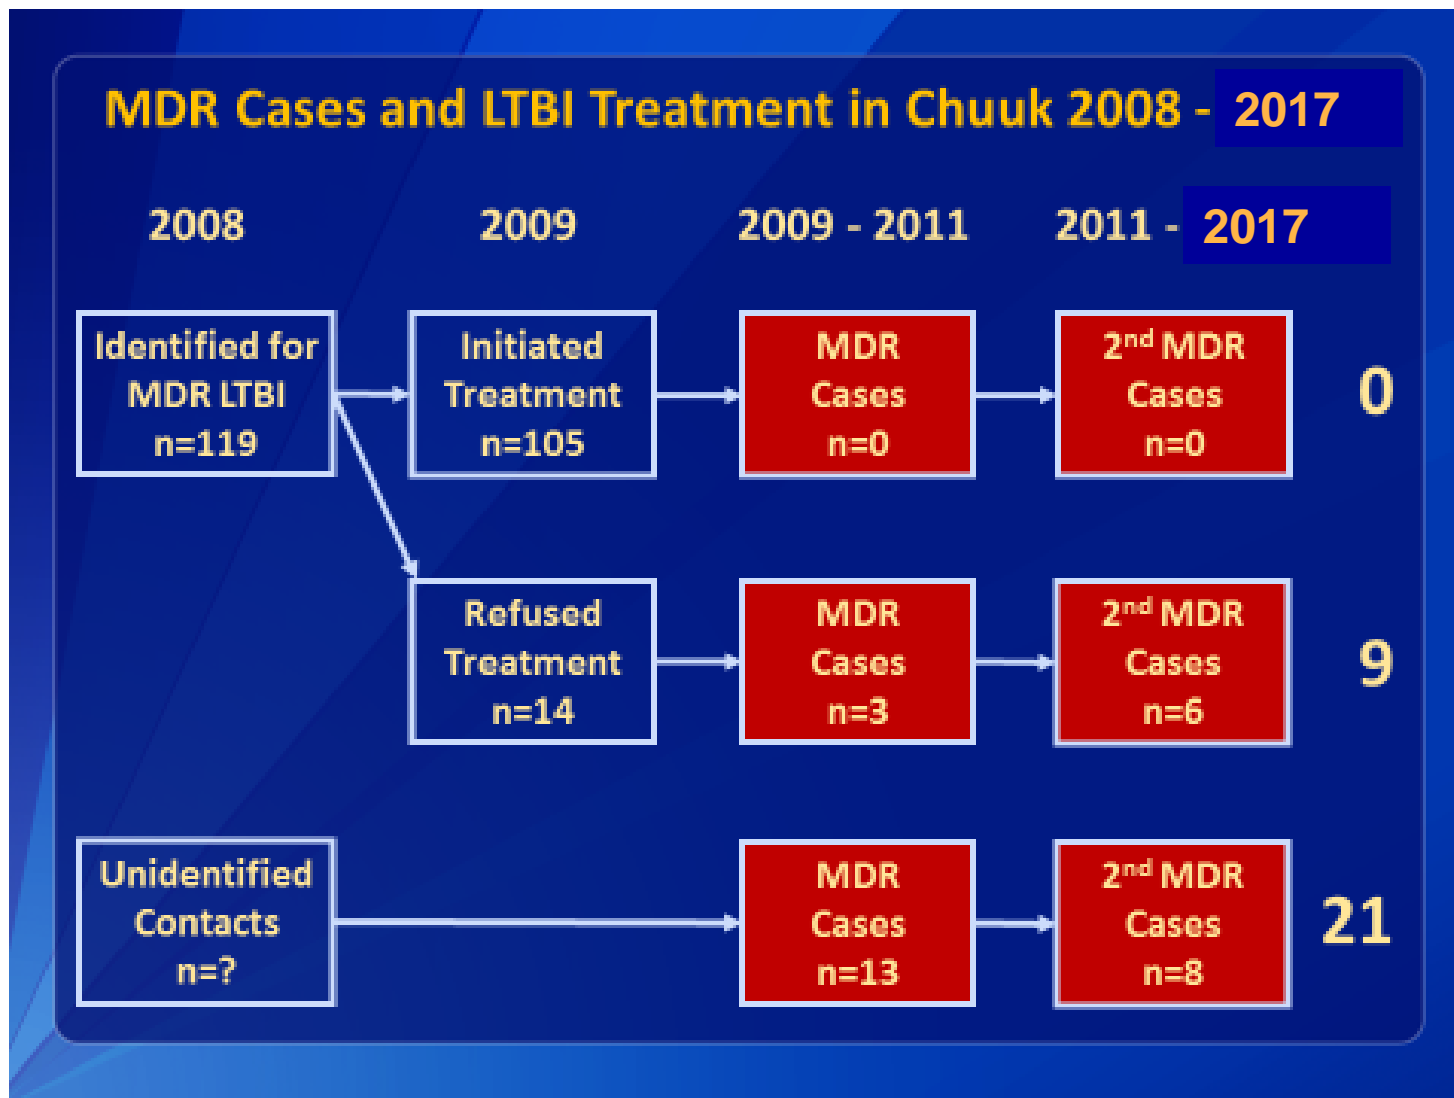 MDR Cases and LTBI Treatment in Chuuk 2008 - 2017
2008
2009
2009 - 2011
2011 - 2017
Identified for
MDR LTBI
n=119
Initiated
Treatment
n=105
MDR
Cases
n=0
2nd MDR
Cases
n=0
0
Refused
Treatment
n=14
MDR
Cases
n=3
2nd MDR
Cases
n=6
9
Unidentified
Contacts
n=?
MDR
Cases
n=13
2nd MDR
Cases
n=8
21